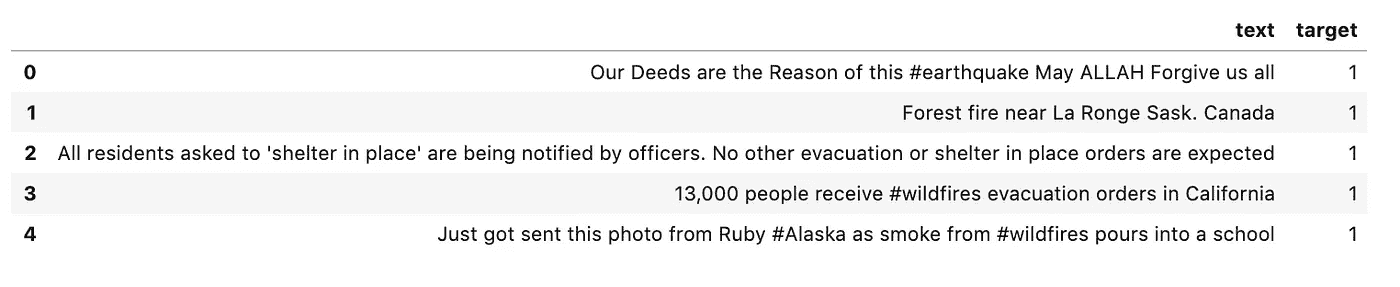 text target
0 Our Deeds are the Reason of this #earthquake May ALLAH Forgive us all 1
1 Forest fire near La Ronge Sask. Canada 1
2 All residents asked to 'shelter in place' are being notified by officers. No other evacuation or shelter in place orders are expected 1
3 13,000 people receive #wildfires evacuation orders in California 1
4 Just got sent this photo from Ruby #Alaska as smoke from #wildfires pours into a school 1